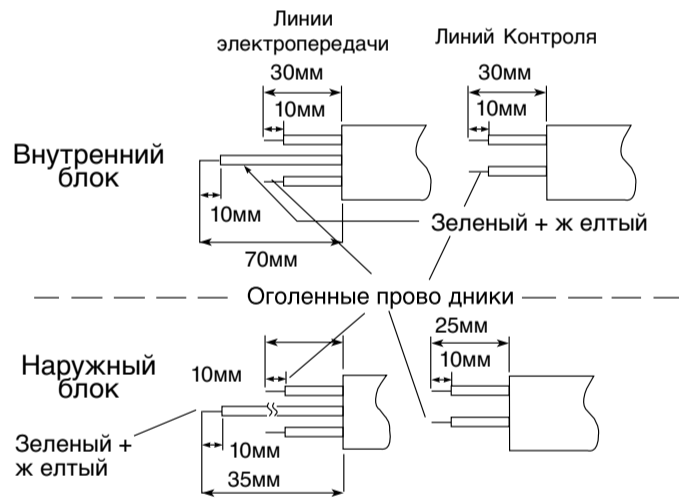 Линии
электропередачи
Линий Контроля
30мм
30мм
10мм
10мм
Внутренний
блок
10мм
Зеленый + ж елтый
70мм
Оголенные прово дники
25мм
Наружный
блок
10мм
10мм
Зеленый +
ж елтый
10мм
35мм